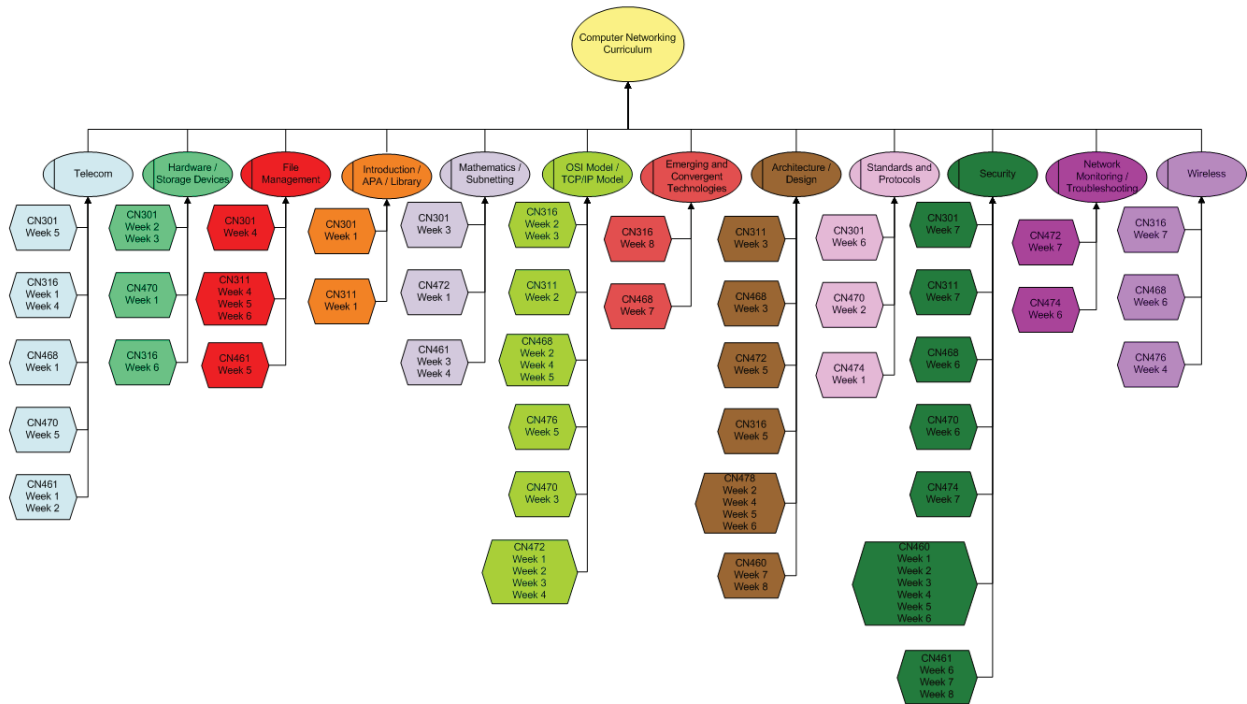 Computer Networking
Curriculum
Telecom
Hardware /
Storage Devices
File
Management
Introduction /
APA / Library
Mathematics /
Subnetting
OSI Model /
TCP/IP Model
Emerging and
Convergent
Technologies
Architecture /
Design
Standards and
Protocols
Security
Network
Monitoring /
Troubleshooting
Wireless
CN301
Week 5
CN316
Week 1
Week 4
CN468
Week 1
CN470
Week 5
CN461
Week 1
Week 2
CN301
Week 2
Week 3
CN470
Week 1
CN316
Week 6
CN301
Week 4
CN311
Week 4
Week 5
Week 6
CN461
Week 5
CN301
Week 1
CN311
Week 1
CN301
Week 3
CN472
Week 1
CN461
Week 3
Week 4
CN316
Week 2
Week 3
CN311
Week 2
CN468
Week 2
Week 4
Week 5
CN476
Week 5
CN470
Week 3
CN472
Week 1
Week 2
Week 3
Week 4
CN316
Week 8
CN468
Week 7
CN311
Week 3
CN468
Week 3
CN472
Week 5
CN316
Week 5
CN478
Week 2
Week 4
Week 5
Week 6
CN460
Week 7
Week 8
CN301
Week 6
CN470
Week 2
CN474
Week 1
CN301
Week 7
CN311
Week 7
CN468
Week 6
CN470
Week 6
CN474
Week 7
CN460
Week 1
Week 2
Week 3
Week 4
Week 5
Week 6
CN461
Week 6
Week 7
Week 8
CN472
Week 7
CN474
Week 6
CN316
Week 7
CN468
Week 6
CN476
Week 4